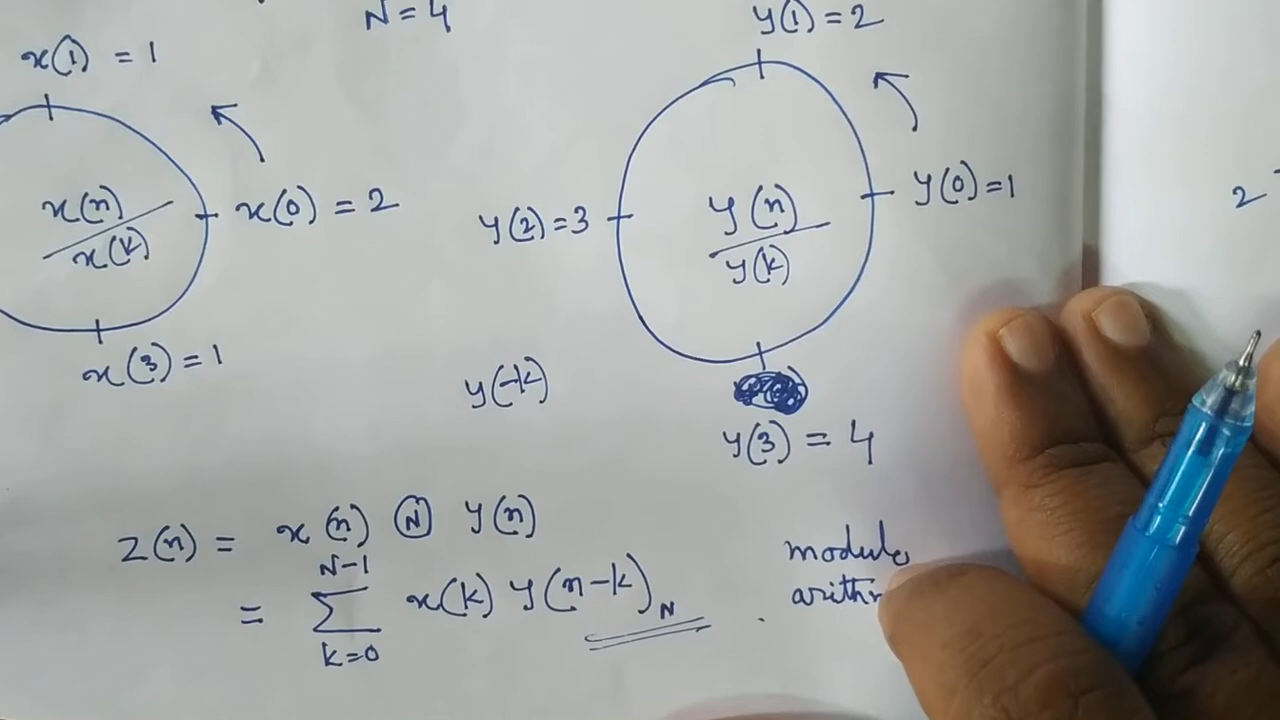 N = 4
x(1) = 1
y(1) = 2
x(n)
x(k)
x(0) = 2
y(2) = 3
y(n)
y(k)
y(0) = 1
2
x(3) = 1
y(-k)
y(3) = 4
z(n) = x(n) Ⓝ y(n)
N-1
= ∑ x(k) y(n-k)_N .
k=0
modulo